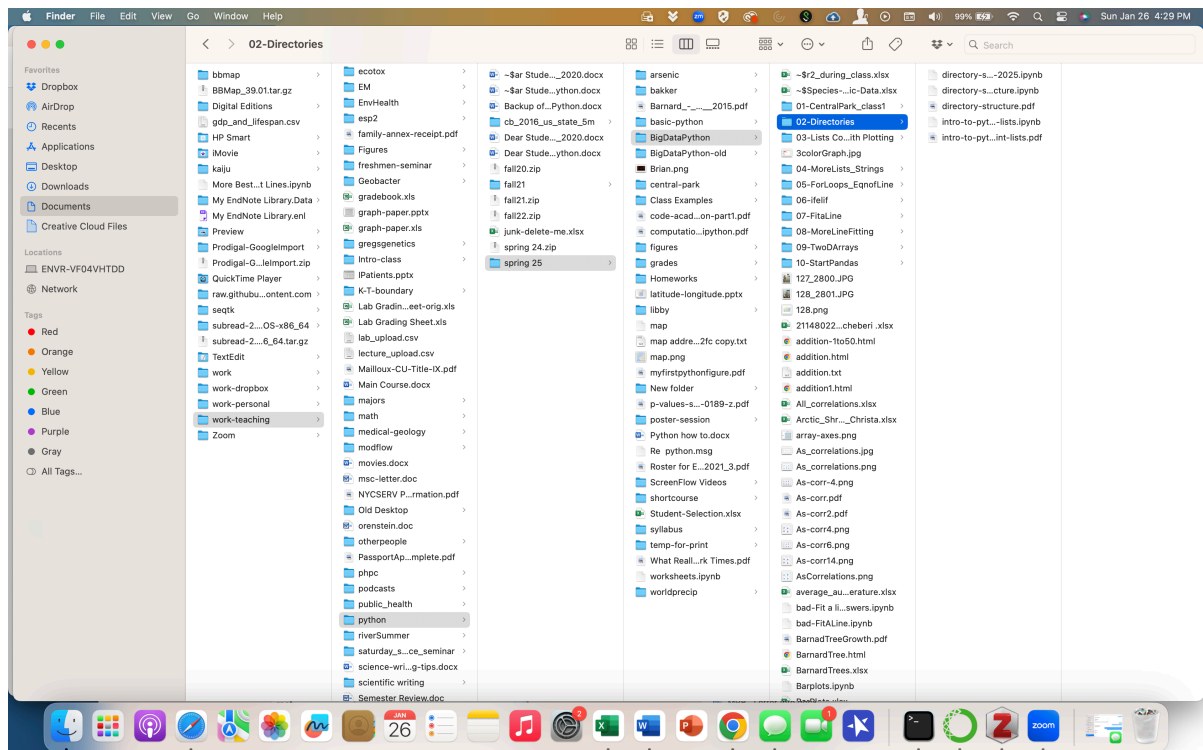 Finder File Edit View Go Window Help
99% Sun Jan 26 4:29 PM
02-Directories
Search
Favorites
Dropbox
AirDrop
Recents
Applications
Desktop
Downloads
Documents
Creative Cloud Files
Locations
ENVR-VF04VHTDD
Network
Tags
Red
Orange
Yellow
Green
Blue
Purple
Gray
All Tags...
bbmap
BBMap_39.01.tar.gz
Digital Editions
gdp_and_lifespan.csv
HP Smart
iMovie
kaiju
More Best...t Lines.ipynb
My EndNote Library.Data
My EndNote Library.enl
Preview
Prodigal-GoogleImport
Prodigal-G...leImport.zip
QuickTime Player
raw.githubu...ontent.com
seqtk
subread-2....OS-x86_64
subread-2....6_64.tar.gz
TextEdit
work
work-dropbox
work-personal
work-teaching
Zoom
ecotox
EM
EnvHealth
esp2
family-annex-receipt.pdf
Figures
freshmen-seminar
Geobacter
gradebook.xls
graph-paper.pptx
graph-paper.xls
gregsgenetics
Intro-class
IPatients.pptx
K-T-boundary
Lab Gradin...eet-orig.xls
Lab Grading Sheet.xls
lab_upload.csv
lecture_upload.csv
Mailloux-CU-Title-IX.pdf
Main Course.docx
majors
math
medical-geology
modflow
movies.docx
msc-letter.doc
NYCSERV P...rmation.pdf
Old Desktop
orenstein.doc
otherpeople
PassportAp...mplete.pdf
phpc
podcasts
public_health
python
riverSummer
saturday_s...ce_seminar
science-wri...g-tips.docx
scientific writing
Semester Review.doc
~$ar Stude..._2020.docx
~$ar Stude...ython.docx
Backup of...Python.docx
cb_2016_us_state_5m
Dear Stude..._2020.docx
Dear Stude...ython.docx
fall20.zip
fall21
fall21.zip
fall22.zip
junk-delete-me.xlsx
spring 24.zip
spring 25
arsenic
bakker
Barnard_-_...__2015.pdf
basic-python
BigDataPython
BigDataPython-old
Brian.png
central-park
Class Examples
code-acad...on-part1.pdf
computatio...ipython.pdf
figures
grades
Homeworks
latitude-longitude.pptx
libby
map
map addre...2fc copy.txt
map.png
myfirstpythonfigure.pdf
New folder
p-values-s...-0189-z.pdf
poster-session
Python how to.docx
Re python.msg
Roster for E...2021_3.pdf
ScreenFlow Videos
shortcourse
Student-Selection.xlsx
syllabus
temp-for-print
What Reall...rk Times.pdf
worksheets.ipynb
worldprecip
~$r2_during_class.xlsx
~$Species-...ic-Data.xlsx
01-CentralPark_class1
02-Directories
03-Lists Co...ith Plotting
3colorGraph.jpg
04-MoreLists_Strings
05-ForLoops_EqnofLine
06-ifelif
07-FitaLine
08-MoreLineFitting
09-TwoDArrays
10-StartPandas
127_2800.JPG
128_2801.JPG
128.png
21148022...cheberi .xlsx
addition-1to50.html
addition.html
addition.txt
addition1.html
All_correlations.xlsx
Arctic_Shr..._Christa.xlsx
array-axes.png
As_correlations.jpg
As_correlations.png
As-corr-4.png
As-corr.pdf
As-corr2.pdf
As-corr4.png
As-corr6.png
As-corr14.png
AsCorrelations.png
average_au...erature.xlsx
bad-Fit a li...swers.ipynb
bad-FitALine.ipynb
BarnadTreeGrowth.pdf
BarnardTree.html
BarnardTrees.xlsx
Barplots.ipynb
directory-s...-2025.ipynb
directory-s...cture.ipynb
directory-structure.pdf
intro-to-pyt...-lists.ipynb
intro-to-pyt...int-lists.pdf
JAN
26
2
1
zoom